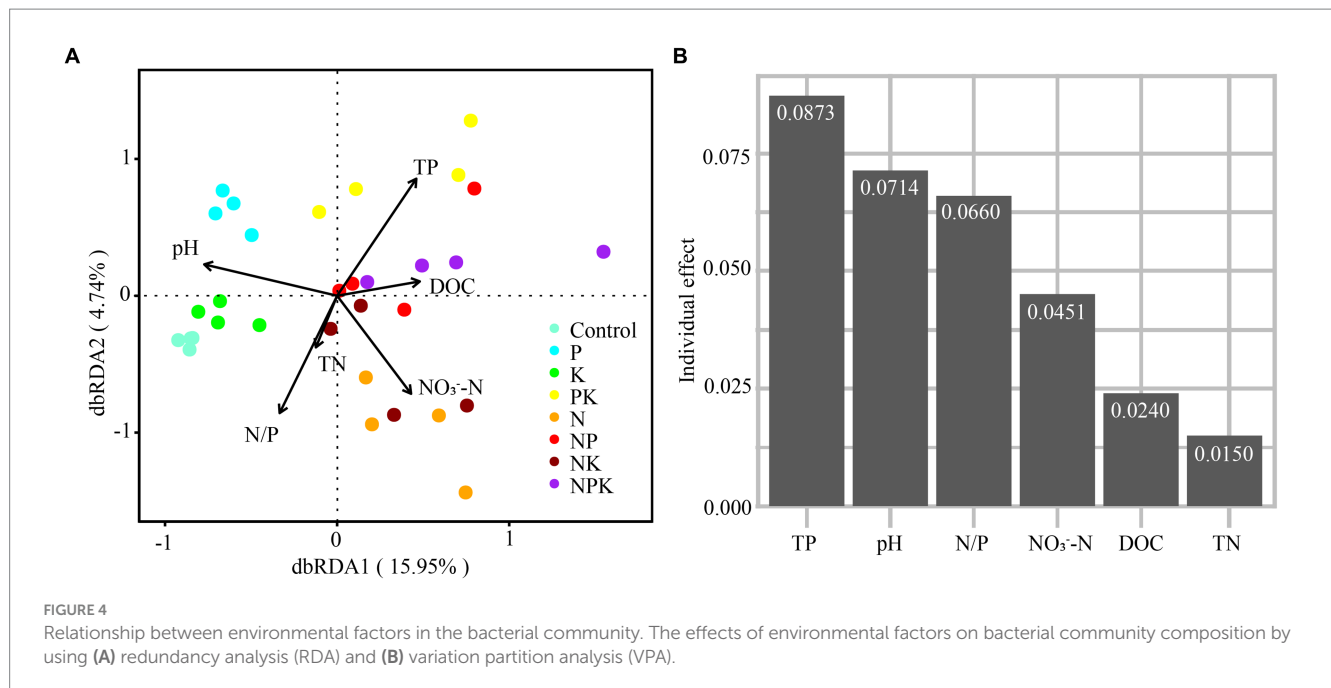 A
TP
pH
DOC
TN
NO₃⁻-N
N/P
1
0
-1
dbRDA2 ( 4.74%)
Control
P
K
PK
N
NP
NK
NPK
-1
0
1
dbRDA1 ( 15.95%)
B
0.0873
0.0714
0.0660
0.0451
0.0240
0.0150
0.075
0.050
0.025
0.000
Individual effect
TP
pH
N/P
NO₃⁻-N
DOC
TN
FIGURE 4
Relationship between environmental factors in the bacterial community. The effects of environmental factors on bacterial community composition by
using (A) redundancy analysis (RDA) and (B) variation partition analysis (VPA).